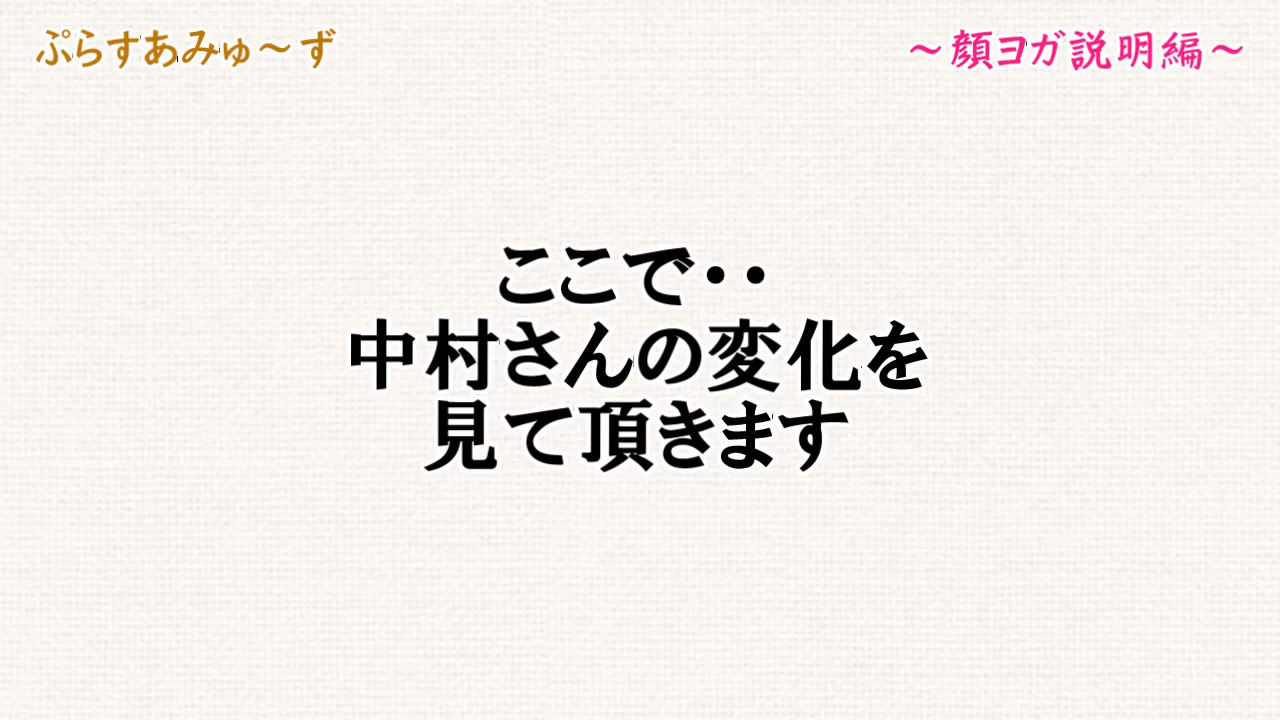 ぷらすあみゅ～ず
～顔ヨガ説明編～
ここで・・
中村さんの変化を
見て頂きます